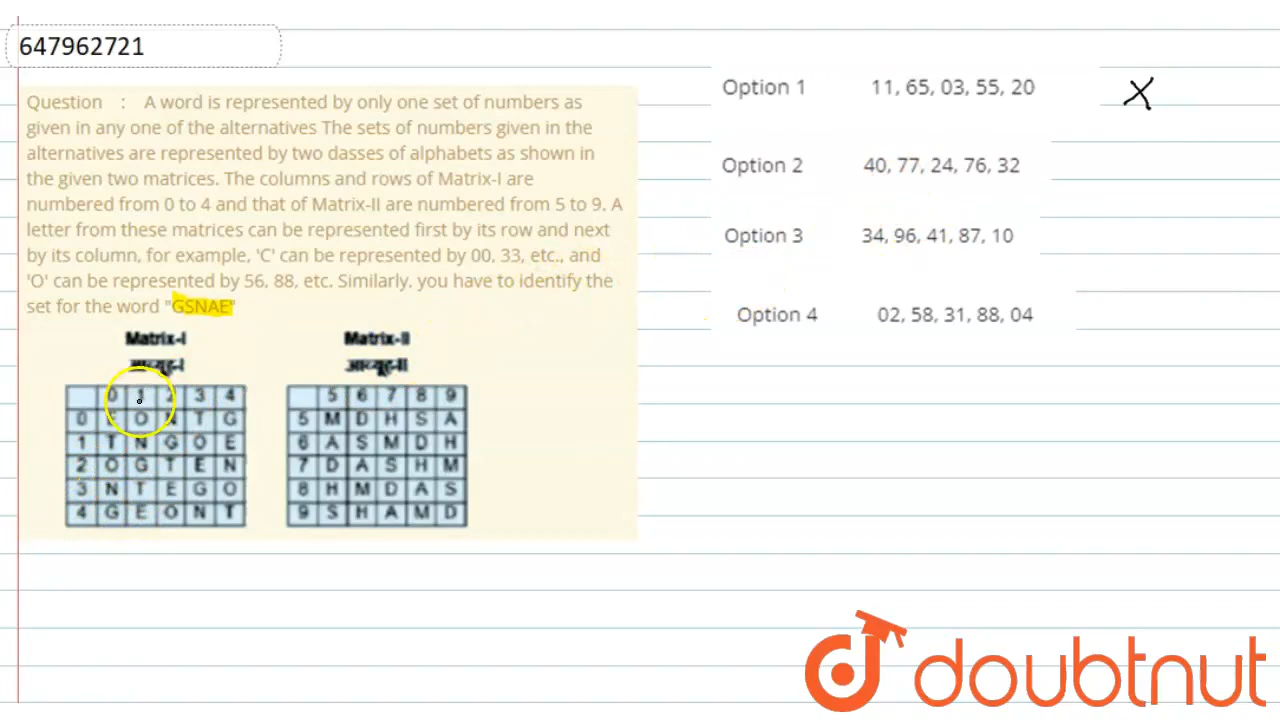 647962721
Question : A word is represented by only one set of numbers as
given in any one of the alternatives The sets of numbers given in the
alternatives are represented by two dasses of alphabets as shown in
the given two matrices. The columns and rows of Matrix-I are
numbered from 0 to 4 and that of Matrix-II are numbered from 5 to 9. A
letter from these matrices can be represented first by its row and next
by its column, for example, 'C' can be represented by 00, 33, etc., and
'O' can be represented by 56, 88, etc. Similarly, you have to identify the
set for the word "GSNAE"
Matrix-I
आव्यूह-I
0 1 2 3 4
0 O N T G
1 T N G O E
2 O G T E N
3 N T E G O
4 G E O N T
Matrix-II
आव्यूह-II
5 6 7 8 9
5 M D H S A
6 A S M D H
7 D A S H M
8 H M D A S
9 S H A M D
Option 1 11, 65, 03, 55, 20
X
Option 2 40, 77, 24, 76, 32
Option 3 34, 96, 41, 87, 10
Option 4 02, 58, 31, 88, 04
doubtnut